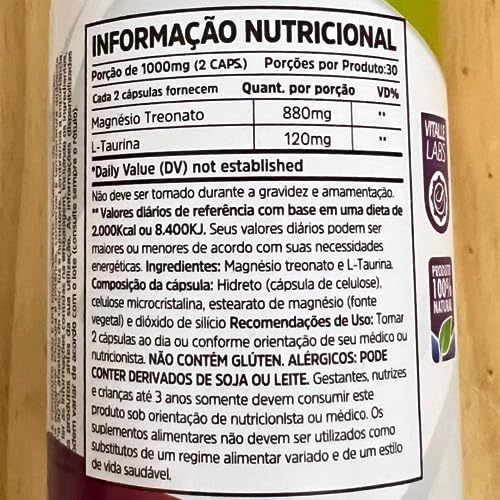 INFORMAÇÃO NUTRICIONAL
Porção de 1000mg (2 CAPS.) Porções por Produto:30
Cada 2 cápsulas fornecem Quant. por porção VD%
Magnésio Treonato 880mg **
L-Taurina 120mg **
*Daily Value (DV) not established
Não deve ser tomado durante a gravidez e amamentação.
** Valores diários de referência com base em uma dieta de
2.000Kcal ou 8.400KJ. Seus valores diários podem ser
maiores ou menores de acordo com suas necessidades
energéticas. Ingredientes: Magnésio treonato e L-Taurina.
Composição da cápsula: Hidreto (cápsula de celulose),
celulose microcristalina, estearato de magnésio (fonte
vegetal) e dióxido de silício Recomendações de Uso: Tomar
2 cápsulas ao dia ou conforme orientação de seu médico ou
nutricionista. NÃO CONTÉM GLÚTEN. ALÉRGICOS: PODE
CONTER DERIVADOS DE SOJA OU LEITE. Gestantes, nutrizes
e crianças até 3 anos somente devem consumir este
produto sob orientação de nutricionista ou médico. Os
suplementos alimentares não devem ser utilizados como
substitutos de um regime alimentar variado e de um estilo
de vida saudável.
VITALLE
LABS
PRODUTO
100%
NATURAL